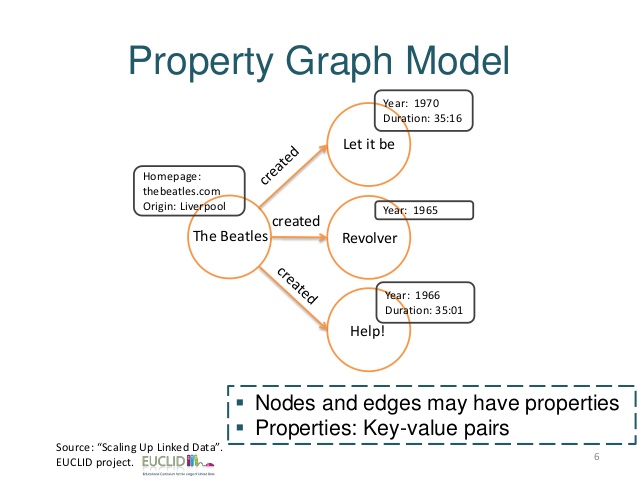 Property Graph Model
Year: 1970
Duration: 35:16
Let it be
created
Homepage:
thebeatles.com
Origin: Liverpool
The Beatles
created
Year: 1965
Revolver
created
Year: 1966
Duration: 35:01
Help!
▪ Nodes and edges may have properties
▪ Properties: Key-value pairs
Source: “Scaling Up Linked Data”.
EUCLID project.
EUCLID
6